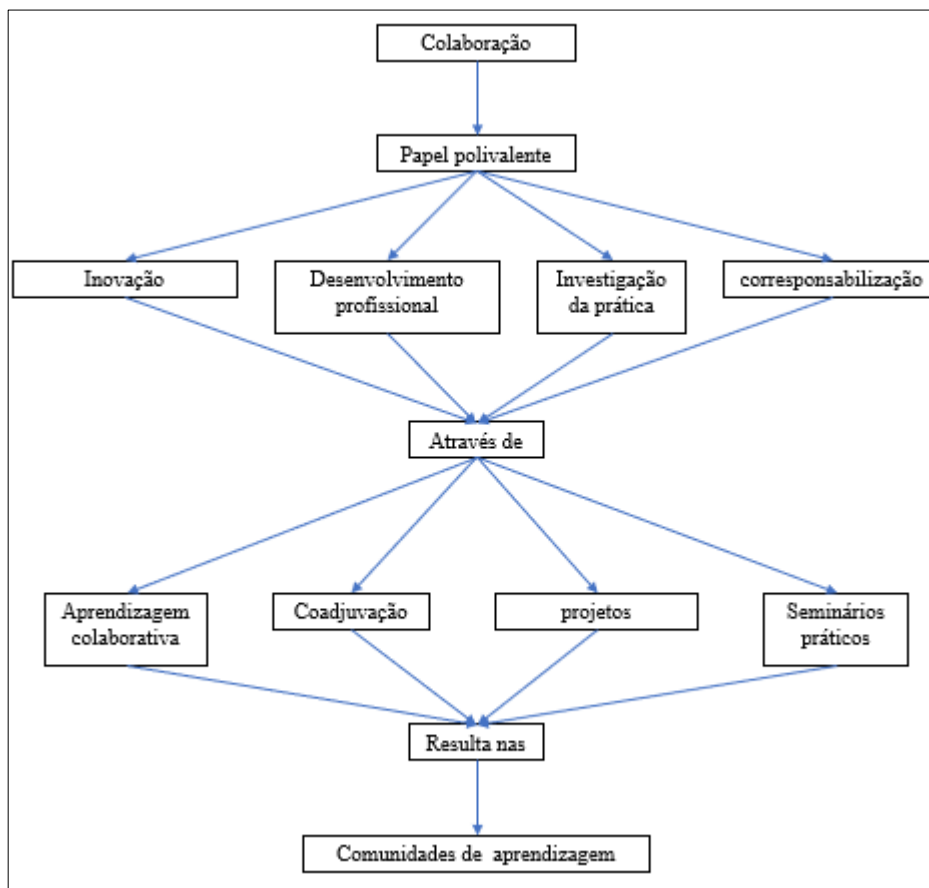 Colaboração
Papel polivalente
Inovação
Desenvolvimento
profissional
Investigação
da prática
corresponsabilização
Através de
Aprendizagem
colaborativa
Coadjuvação
projetos
Seminários
práticos
Resulta nas
Comunidades de aprendizagem